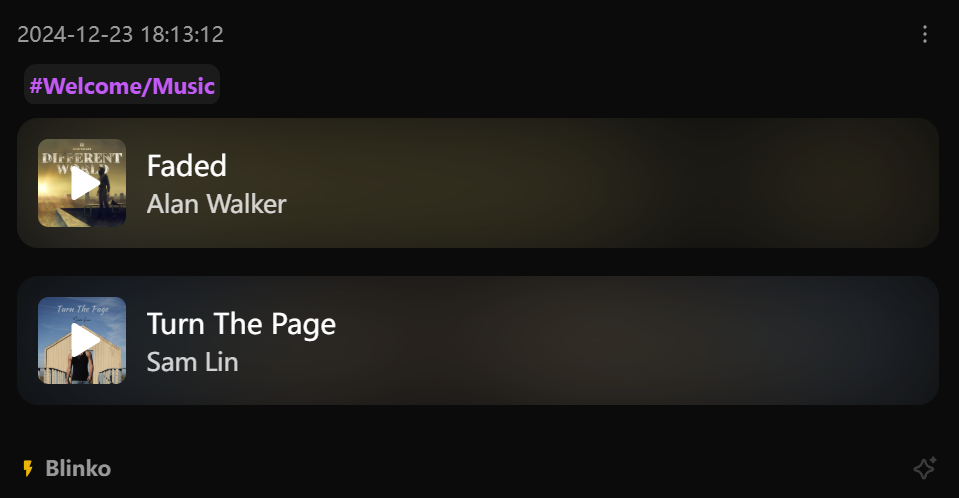 2024-12-23 18:13:12
#Welcome/Music
DIFFERENT
WORLD
Faded
Alan Walker
Turn The Page
Turn The Page
Sam Lin
Blinko